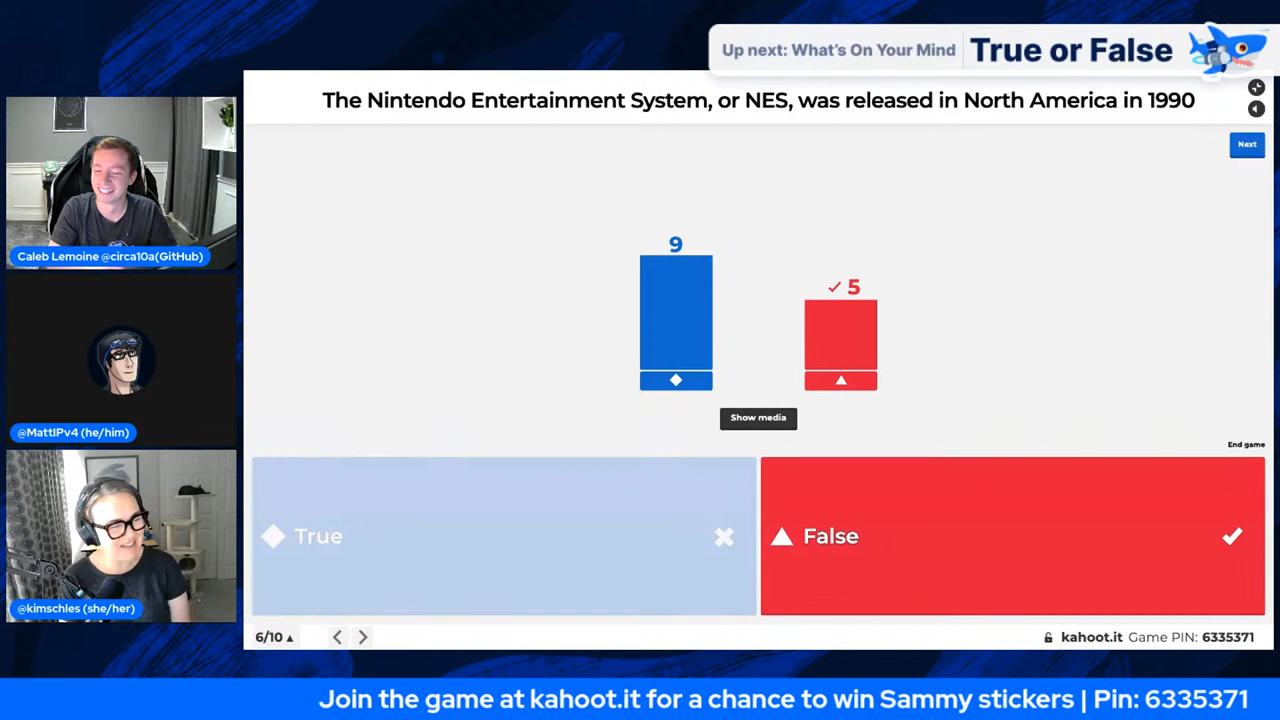 Up next: What's On Your Mind
True or False
The Nintendo Entertainment System, or NES, was released in North America in 1990
Next
9
5
Caleb Lemoine @circa10a(GitHub)
Show media
@MattIPv4 (he/him)
End game
True
False
@kimschles (she/her)
6/10
kahoot.it Game PIN: 6335371
Join the game at kahoot.it for a chance to win Sammy stickers | Pin: 6335371